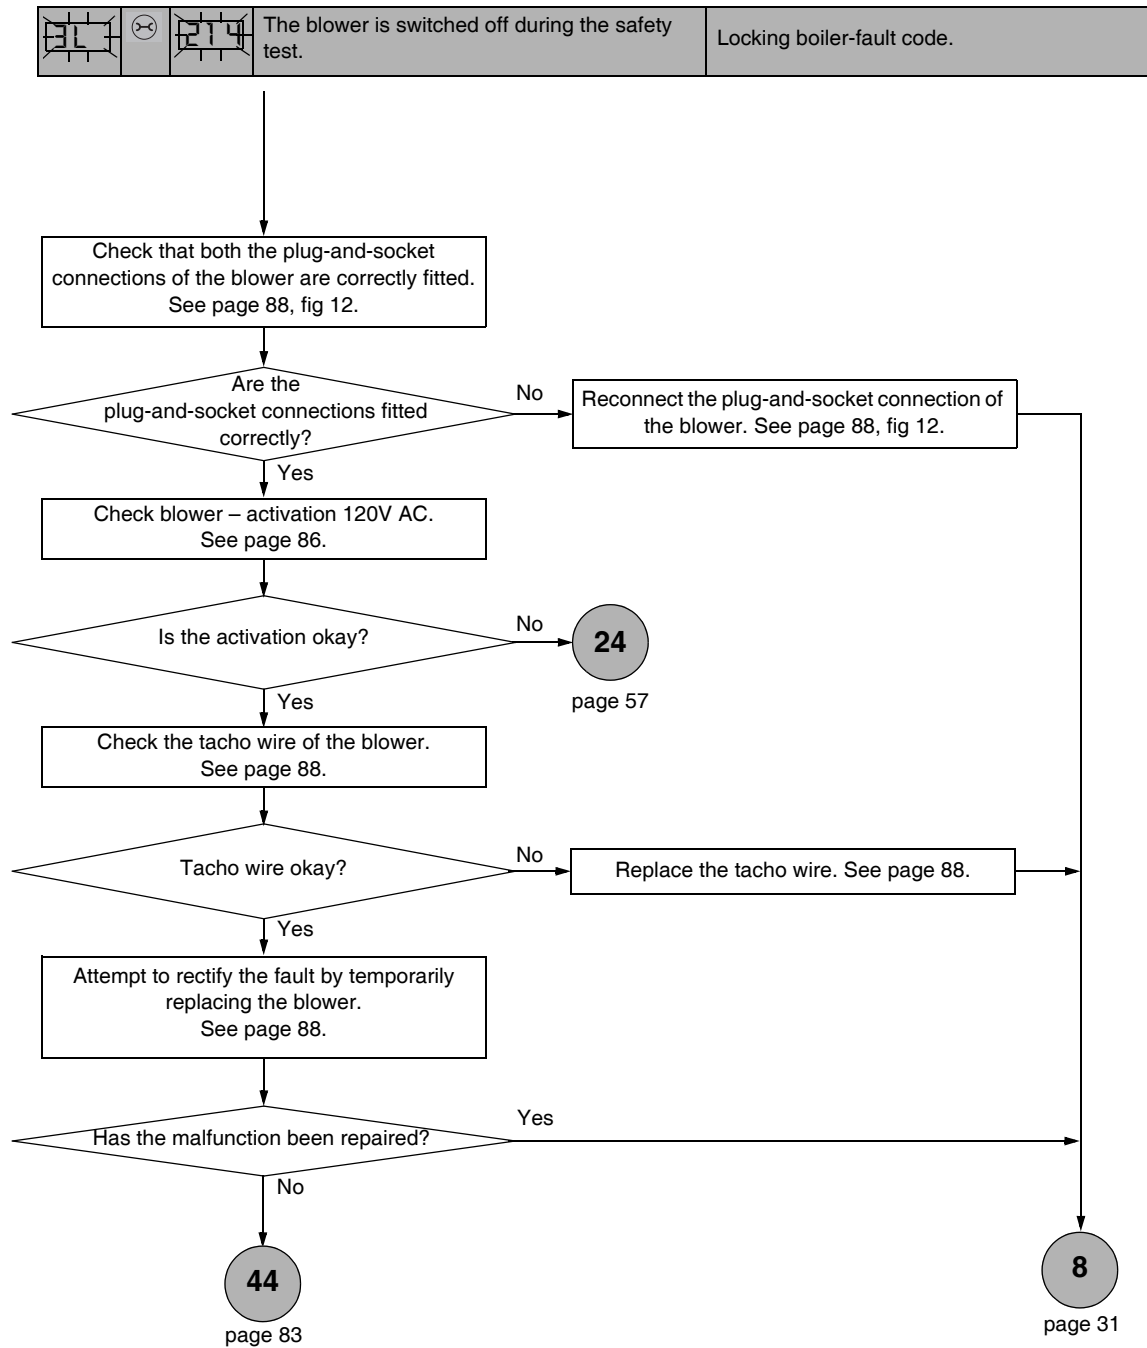 3L
214
The blower is switched off during the safety
test.
Locking boiler-fault code.
Check that both the plug-and-socket
connections of the blower are correctly fitted.
See page 88, fig 12.
Are the
plug-and-socket connections fitted
correctly?
No
Reconnect the plug-and-socket connection of
the blower. See page 88, fig 12.
Yes
Check blower – activation 120V AC.
See page 86.
Is the activation okay?
No
24
page 57
Yes
Check the tacho wire of the blower.
See page 88.
Tacho wire okay?
No
Replace the tacho wire. See page 88.
Yes
Attempt to rectify the fault by temporarily
replacing the blower.
See page 88.
Has the malfunction been repaired?
Yes
No
44
page 83
8
page 31